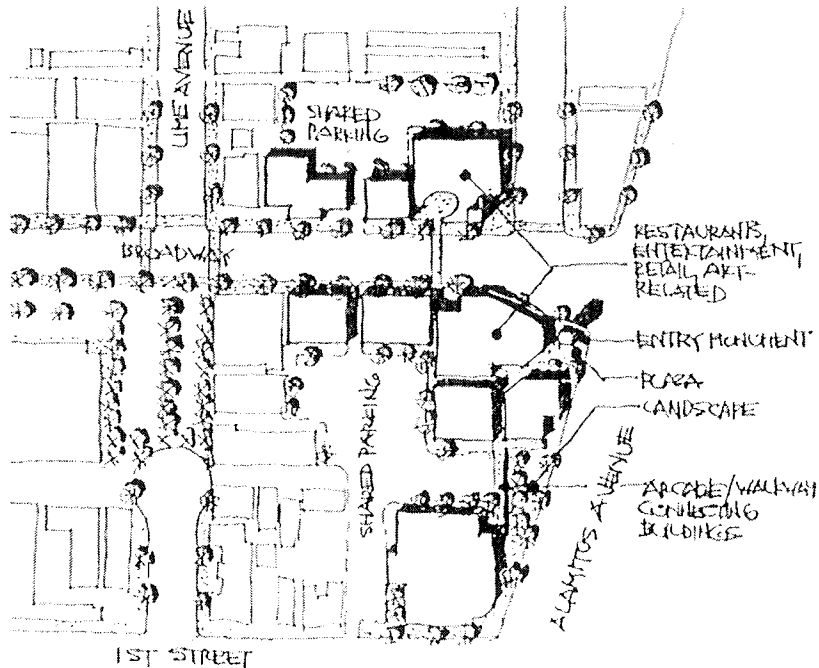 LIME AVENUE
SHARED
PARKING
BROADWAY
RESTAURANTS,
ENTERTAINMENT,
RETAIL ART-
RELATED
ENTRY MONUMENT
PLAZA
LANDSCAPE
SHARED PARKING
ARCADE/WALKWAY
CONNECTING
BUILDINGS
ALAMITOS AVENUE
1ST STREET